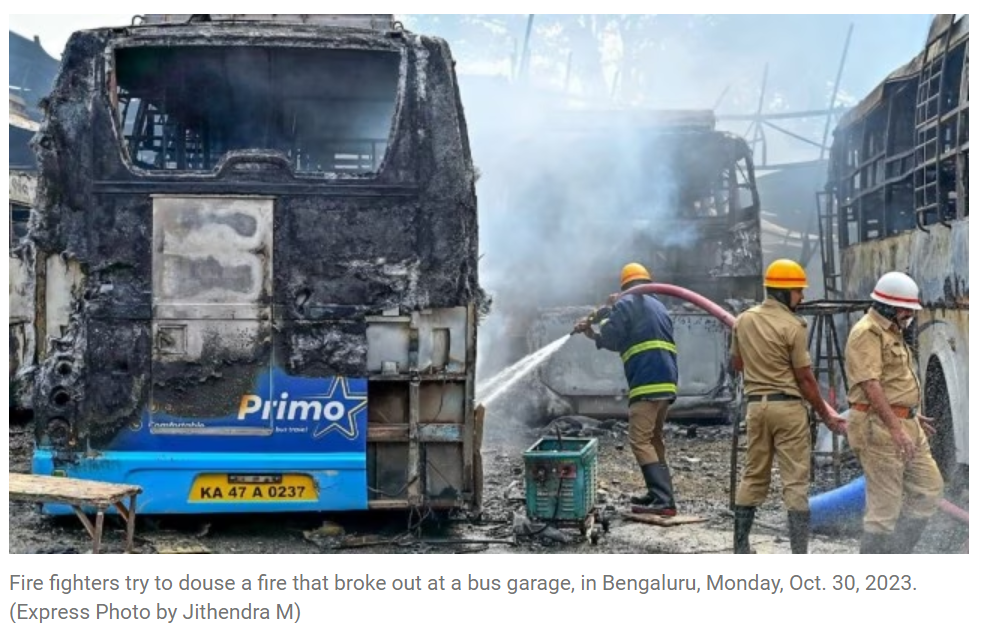 Primo
bus travel
KA 47 A 0237
Fire fighters try to douse a fire that broke out at a bus garage, in Bengaluru, Monday, Oct. 30, 2023.
(Express Photo by Jithendra M)